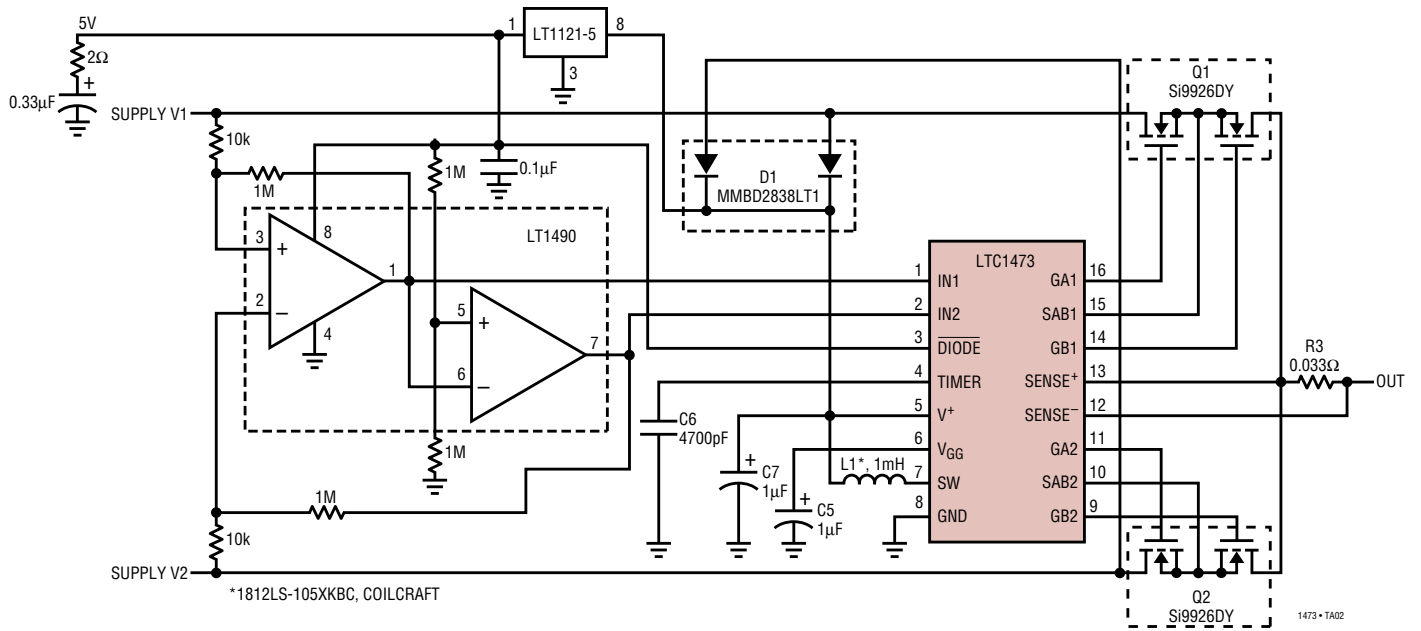 5V
1
LT1121-5
8
2Ω
3
+
0.33µF
Q1
Si9926DY
SUPPLY V1
10k
1M
1M
0.1µF
D1
MMBD2838LT1
LT1490
3
+
8
1
2
–
4
5
+
7
6
–
LTC1473
1
IN1
GA1
16
2
IN2
SAB1
15
3
DIODE
GB1
14
4
TIMER
SENSE+
13
5
V+
SENSE–
12
6
VGG
GA2
11
7
SW
SAB2
10
8
GND
GB2
9
R3
0.033Ω
OUT
C6
4700pF
1M
+
C7
1µF
L1*, 1mH
+
C5
1µF
1M
10k
SUPPLY V2
*1812LS-105XKBC, COILCRAFT
Q2
Si9926DY
1473 • TA02